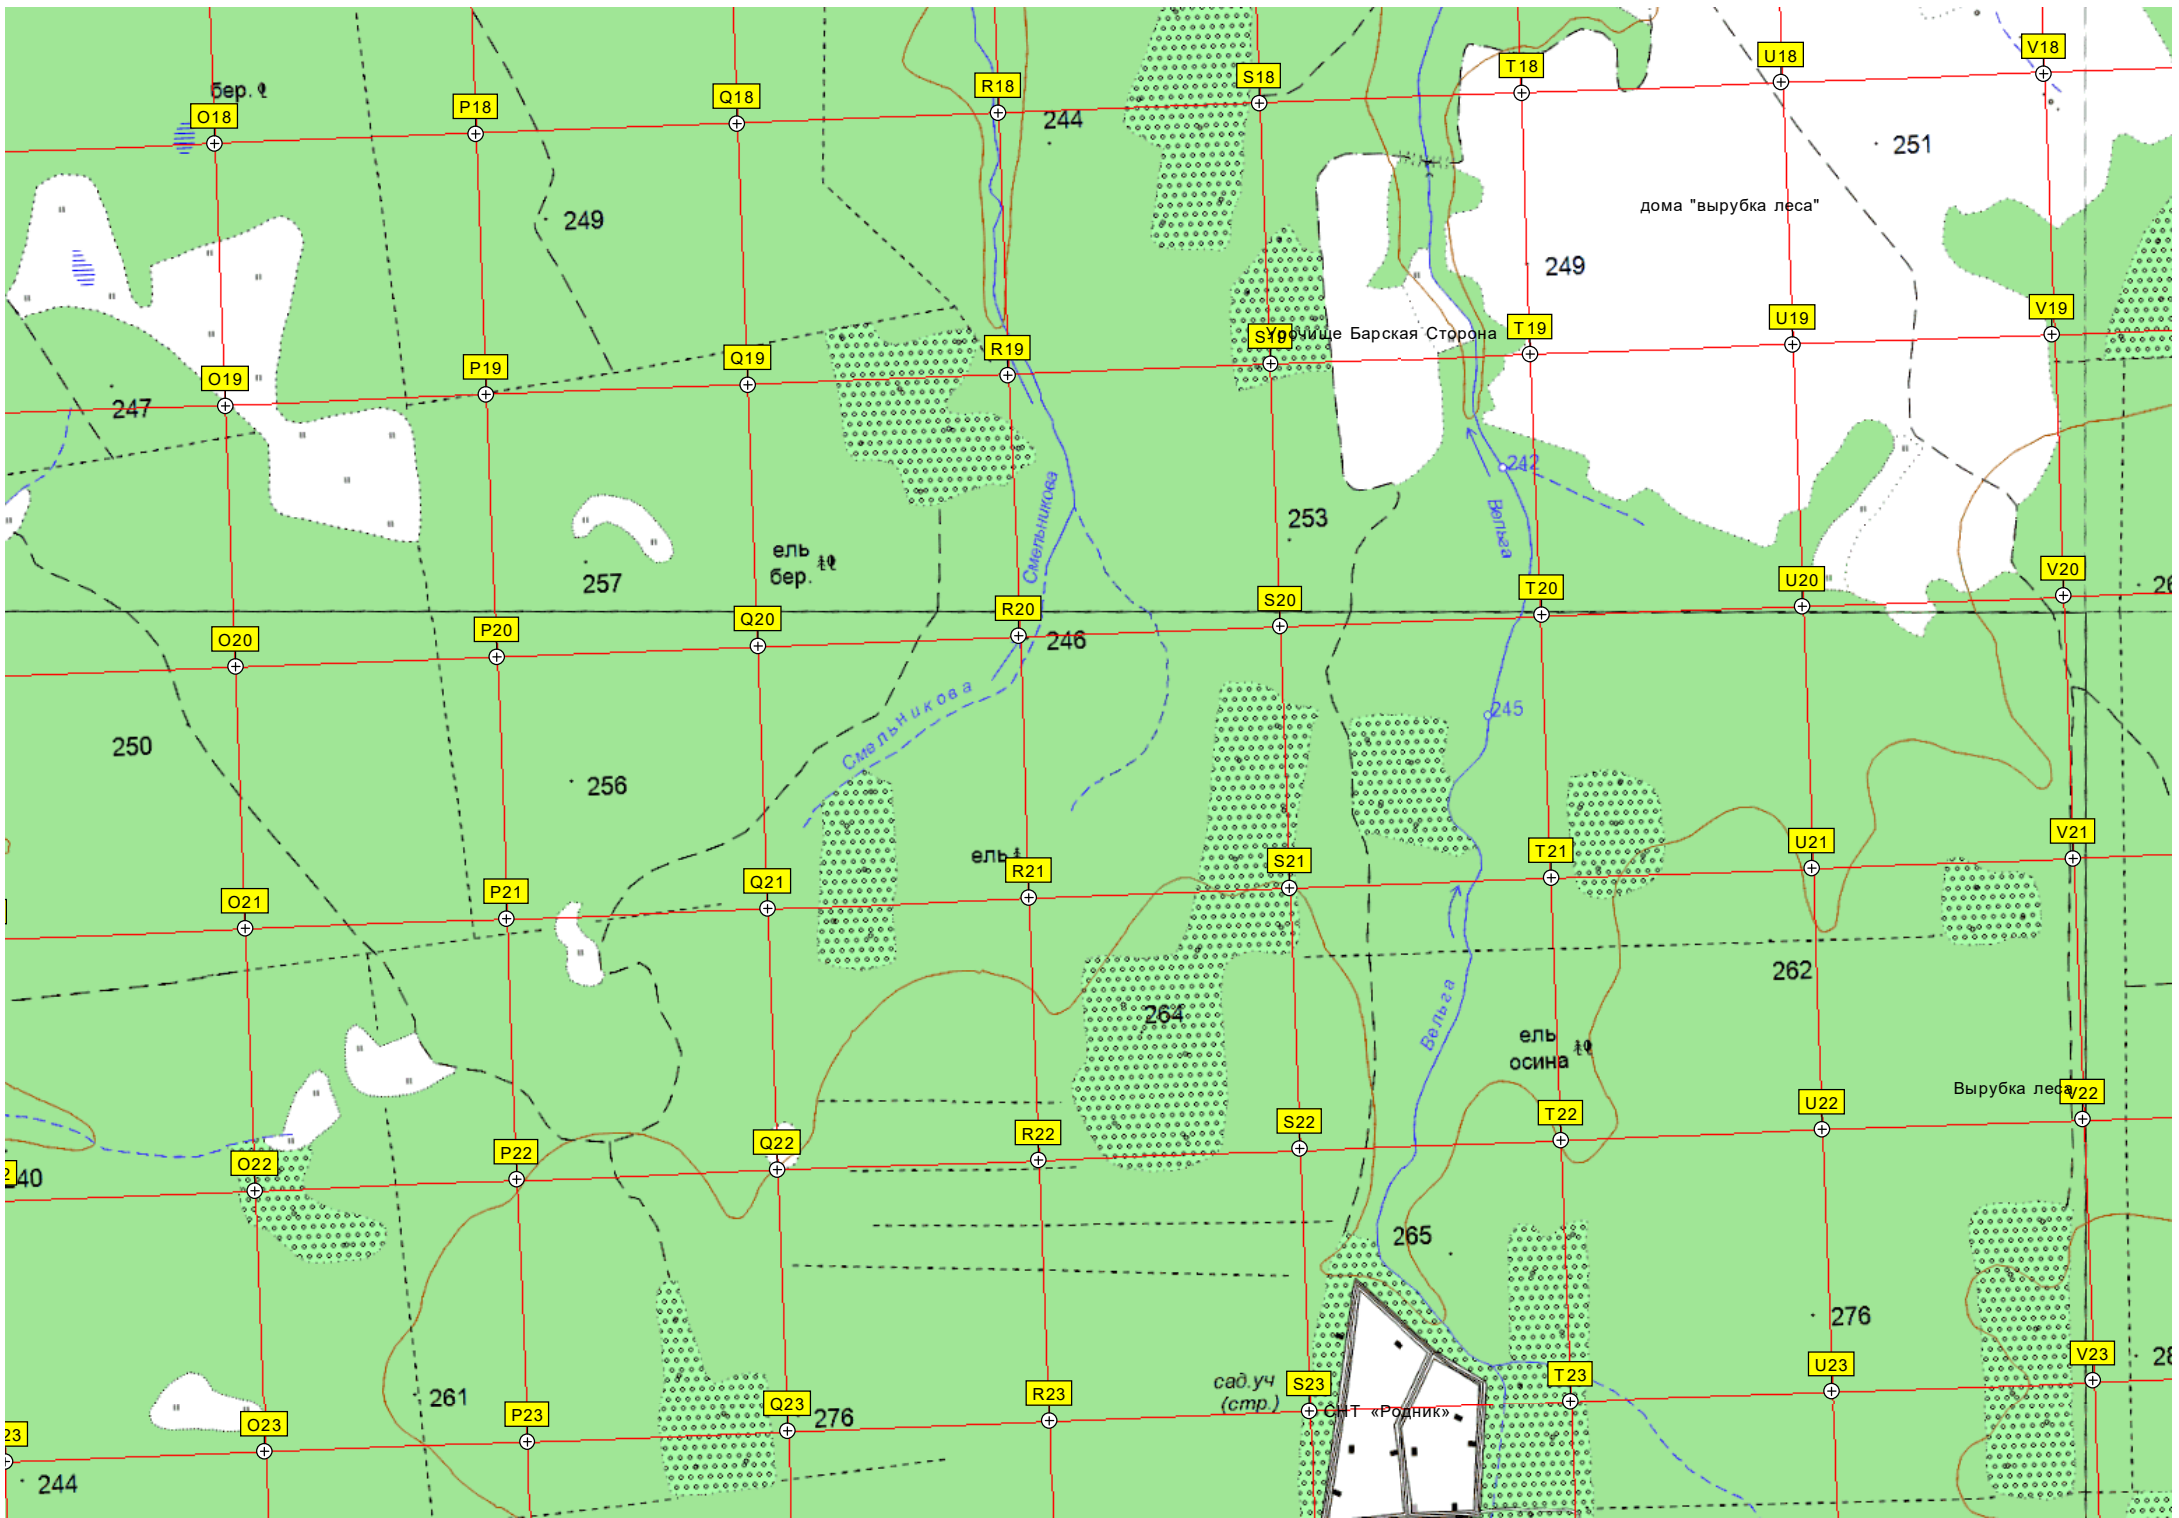 V18
U18
T18
S18
R18
бер.
Q18
P18
O18
244
251
дома "вырубка леса"
249
249
V19
U19
T19
Урочище Барская Сторона
S19
R19
Q19
P19
O19
247
242
Смельникова
Вельга
253
ель
бер.
257
V20
U20
T20
S20
R20
Q20
P20
O20
246
Смельникова
245
250
256
V21
U21
T21
S21
ель
R21
Q21
P21
O21
262
264
Вельга
ель
осина
Вырубка леса
V22
U22
T22
S22
R22
Q22
P22
O22
40
265
276
V23
U23
T23
S23
сад.уч
(стр.)
R23
Q23
P23
O23
23
СНТ «Родник»
261
276
244